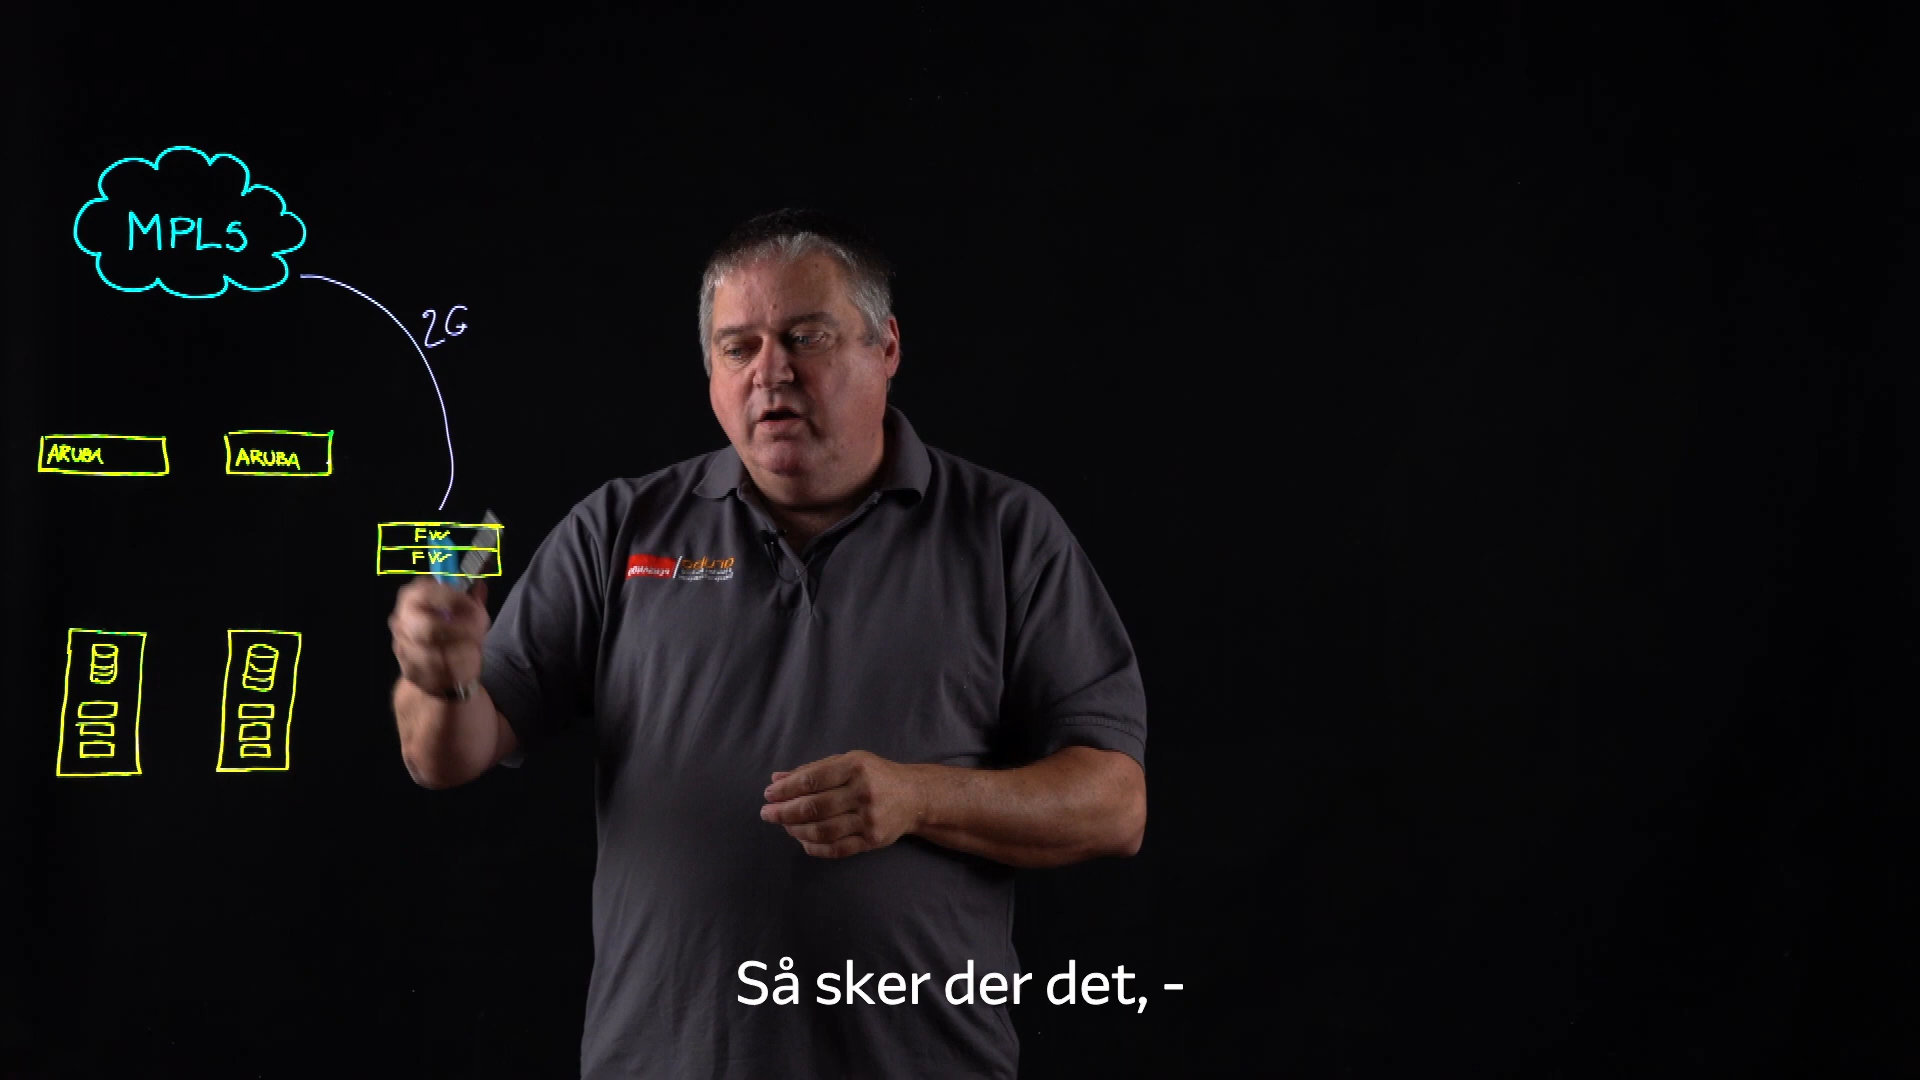 MPLS
2G
ARUBA
ARUBA
FW
FW
Så sker der det, -